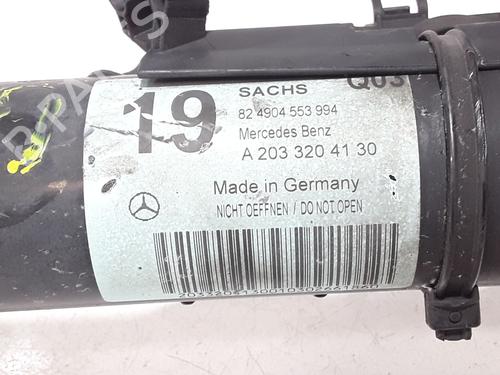 19
SACHS
Q03
82 4904 553 994
Mercedes Benz
A 203 320 41 30
Made in Germany
NICHT OEFFNEN / DO NOT OPEN